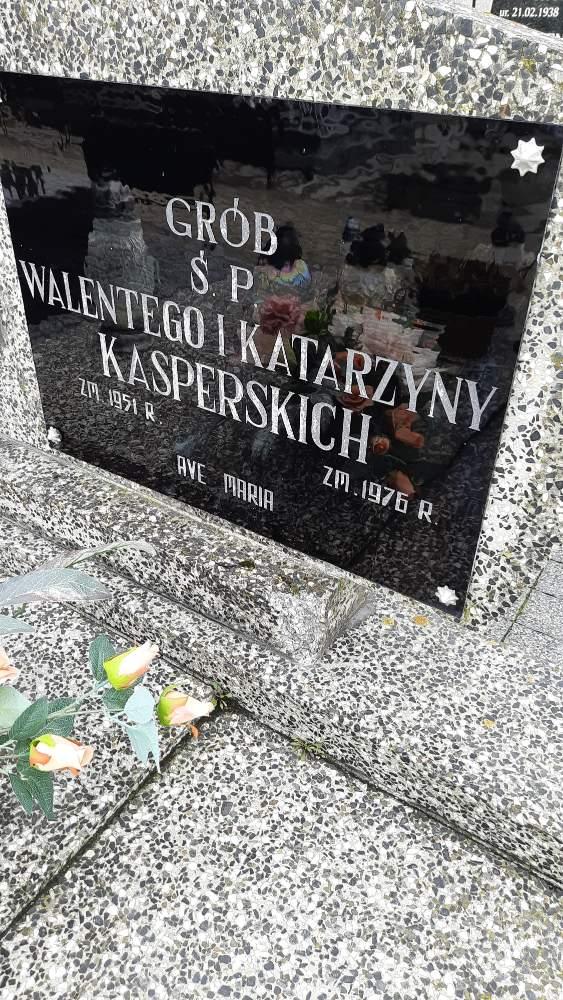 ur. 21.02.1938
GRÓB
Ś. P.
WALENTEGO I KATARZYNY
KASPERSKICH
ZM. 1951 R.
ZM. 1976 R.
AVE MARIA